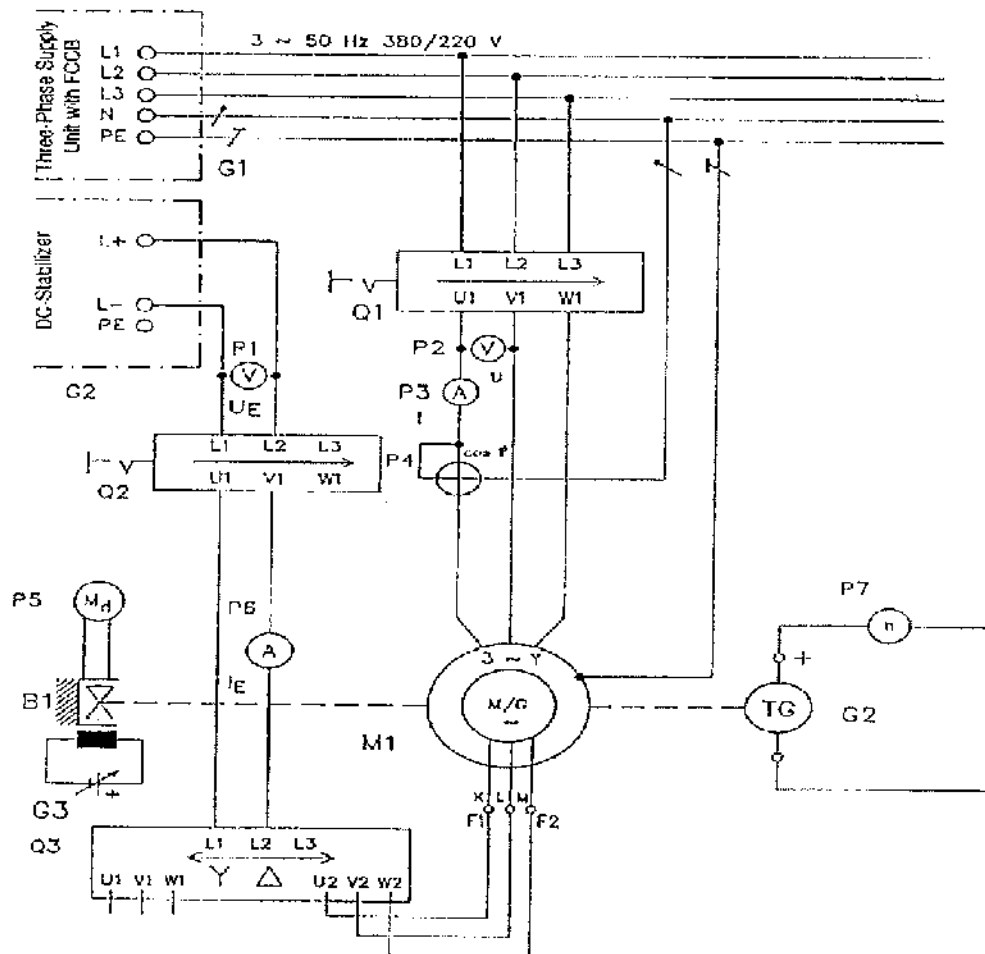 Three-Phase Supply
Unit with FCCB
L1
L2
L3
N
PE
3 ~ 50 Hz 380/220 V
G1
DC-Stabilizer
L+
L-
PE
G2
P1
V
UE
L1 L2 L3
U1 V1 W1
Q2
L1 L2 L3
U1 V1 W1
Q1
P2
V
U
P3
A
I
P4
cos φ
P5
Md
P6
A
IE
B1
G3
+
M1
3 ~ Y
M/G
K L M
F1 F2
P7
n
+
TG
G2
Q3
L1 L2 L3
Y Δ
U1 V1 W1
U2 V2 W2